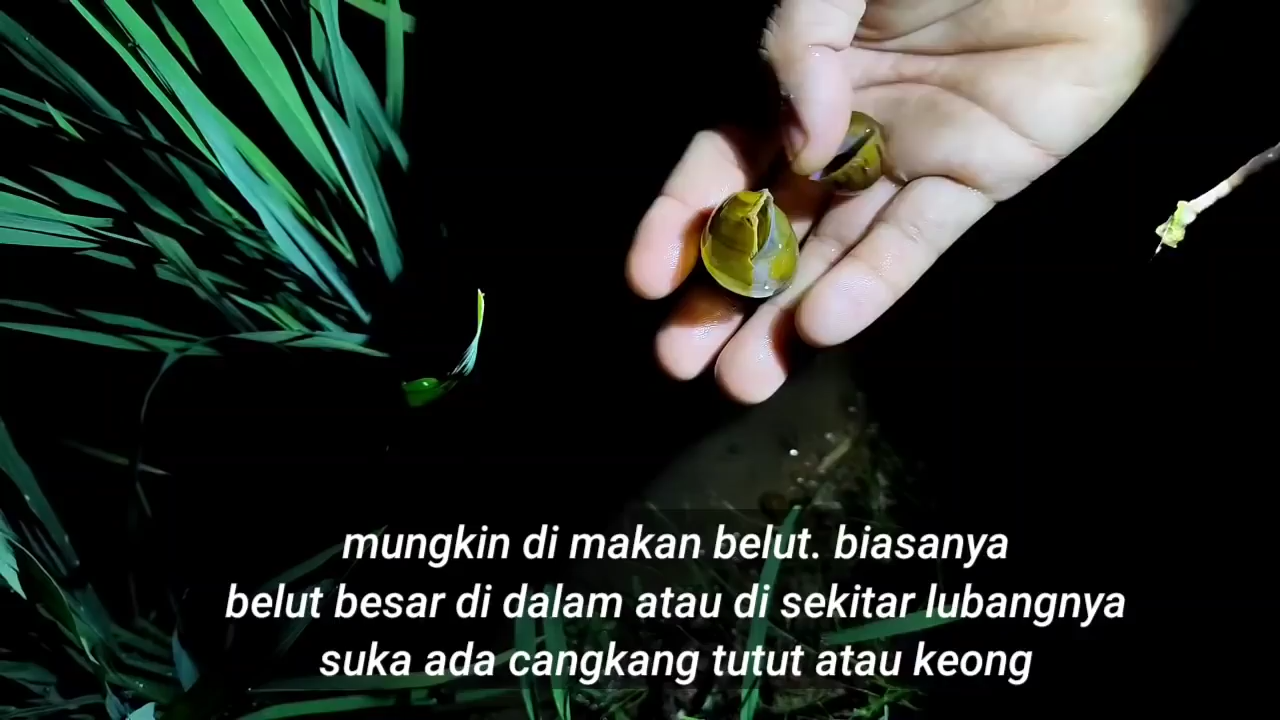 mungkin di makan belut. biasanya
belut besar di dalam atau di sekitar lubangnya
suka ada cangkang tutut atau keong